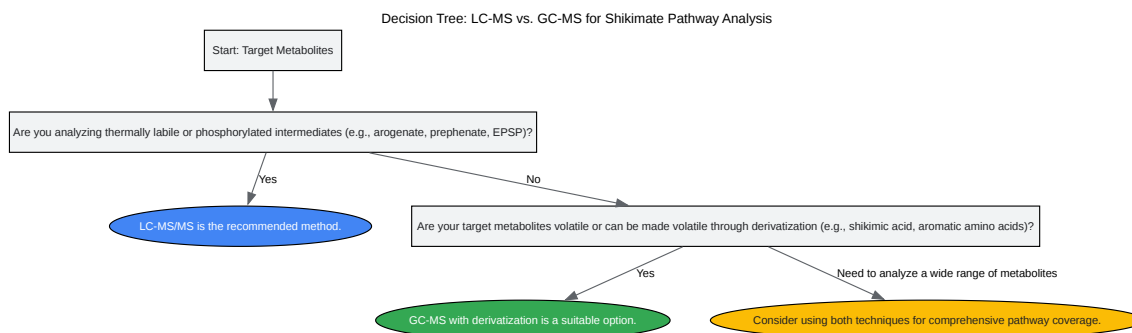 Decision Tree: LC-MS vs. GC-MS for Shikimate Pathway Analysis
Start: Target Metabolites
Are you analyzing thermally labile or phosphorylated intermediates (e.g., arogenate, prephenate, EPSP)?
Yes
No
LC-MS/MS is the recommended method.
Are your target metabolites volatile or can be made volatile through derivatization (e.g., shikimic acid, aromatic amino acids)?
Yes
Need to analyze a wide range of metabolites
GC-MS with derivatization is a suitable option.
Consider using both techniques for comprehensive pathway coverage.